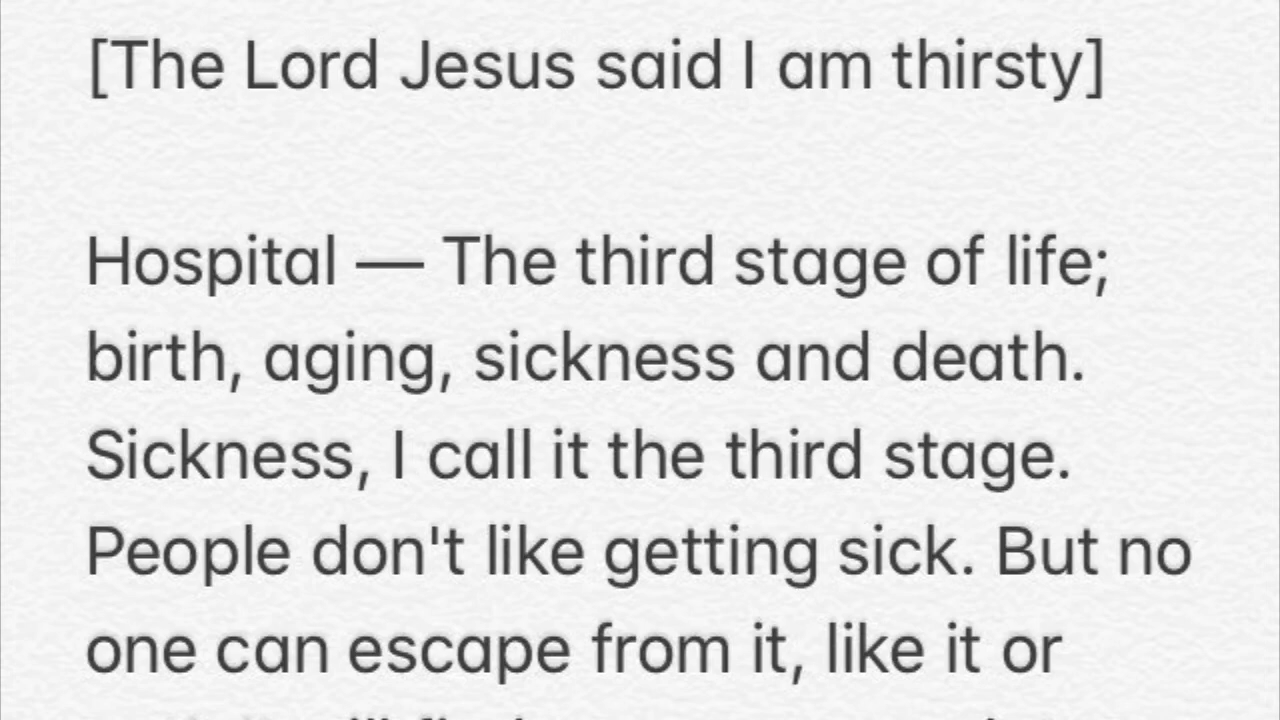 [The Lord Jesus said I am thirsty]
Hospital — The third stage of life;
birth, aging, sickness and death.
Sickness, I call it the third stage.
People don't like getting sick. But no
one can escape from it, like it or